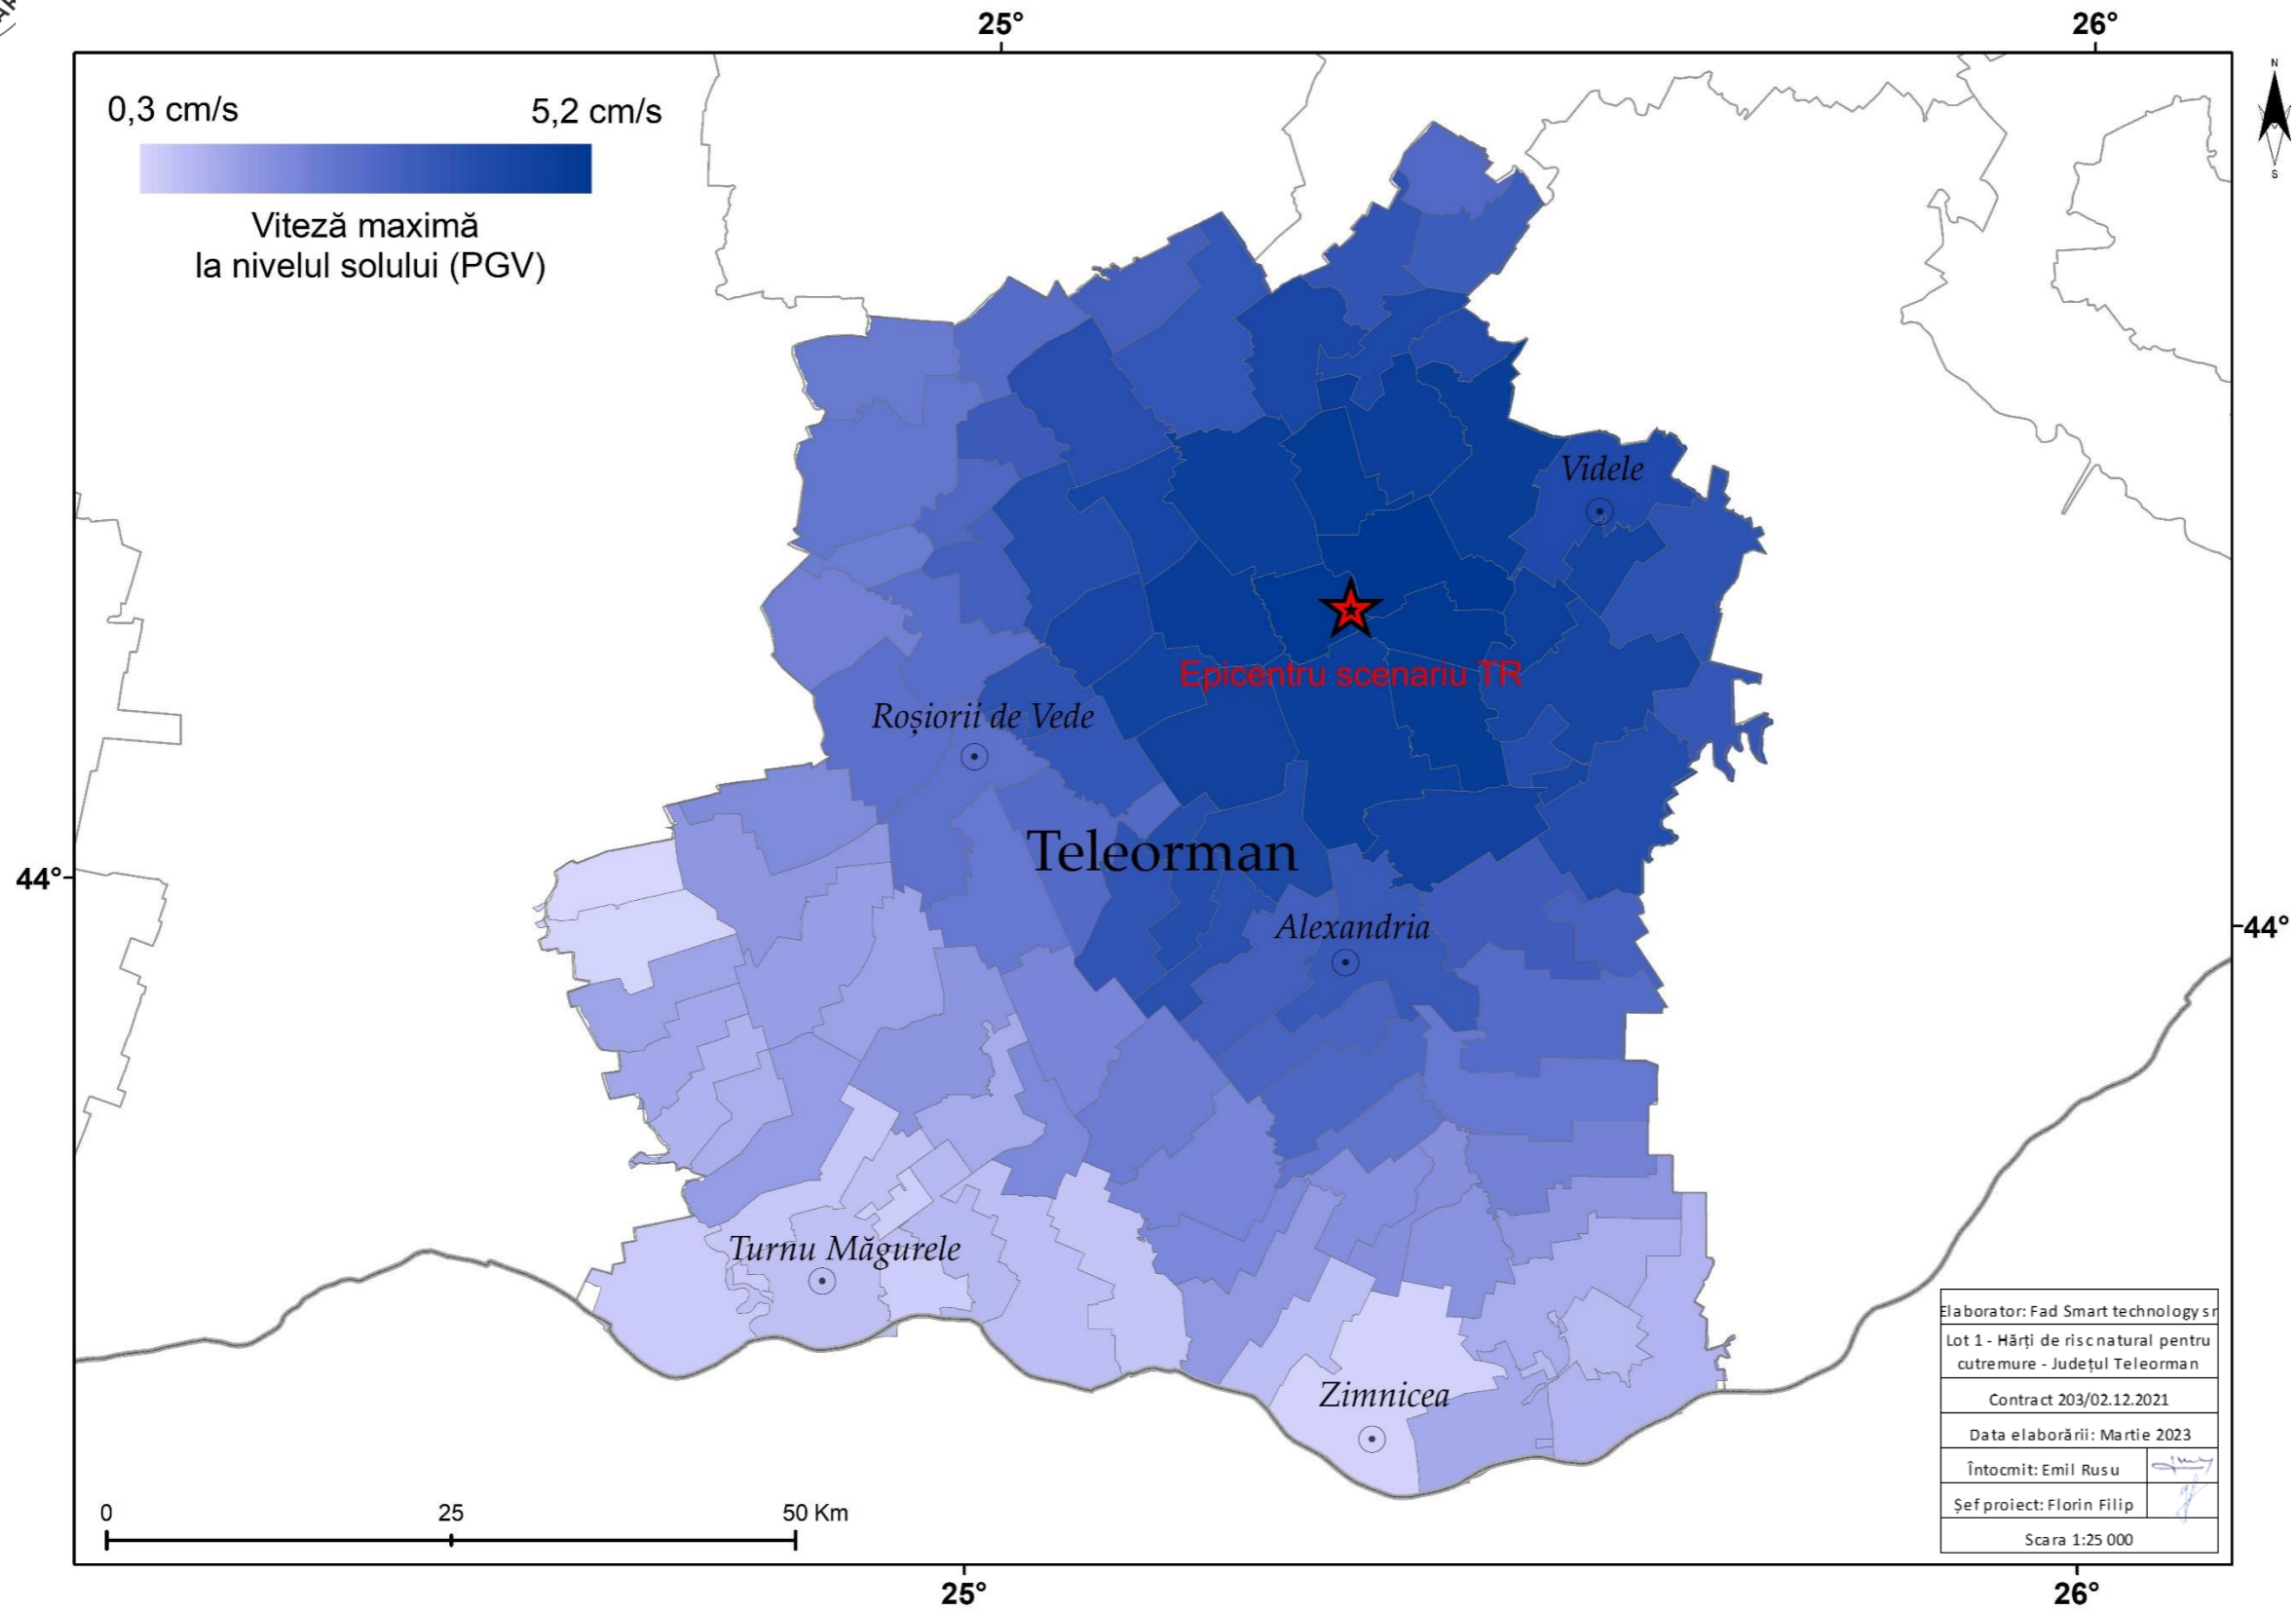 25°
26°
N
S
0,3 cm/s
5,2 cm/s
Viteză maximă
la nivelul solului (PGV)
Videle
Epicentru scenariu TR
Roșiorii de Vede
Teleorman
44°
Alexandria
44°
Turnu Măgurele
Zimnicea
Elaborator: Fad Smart technology sr
Lot 1 - Hărți de risc natural pentru
cutremure - Județul Teleorman
Contract 203/02.12.2021
Data elaborării: Martie 2023
Întocmit: Emil Rusu
Șef proiect: Florin Filip
Scara 1:25 000
0
25
50 Km
25°
26°